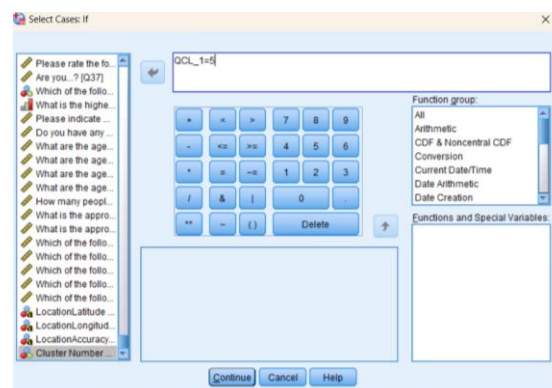 Select Cases: If
Please rate the fo...
Are you...? [Q37]
Which of the follo...
What is the highe...
Please indicate ...
Do you have any ...
What are the age...
What are the age...
What are the age...
What are the age...
How many peopl...
What is the appro...
What is the appro...
Which of the follo...
Which of the follo...
Which of the follo...
Which of the follo...
LocationLatitude ...
LocationLongitud...
LocationAccuracy...
Cluster Number ...
QCL_1=5
+ < > 7 8 9
- <= >= 4 5 6
* = ~= 1 2 3
/ & | 0 .
** ~ ( ) Delete
Function group:
All
Arithmetic
CDF & Noncentral CDF
Conversion
Current Date/Time
Date Arithmetic
Date Creation
Functions and Special Variables:
Continue Cancel Help